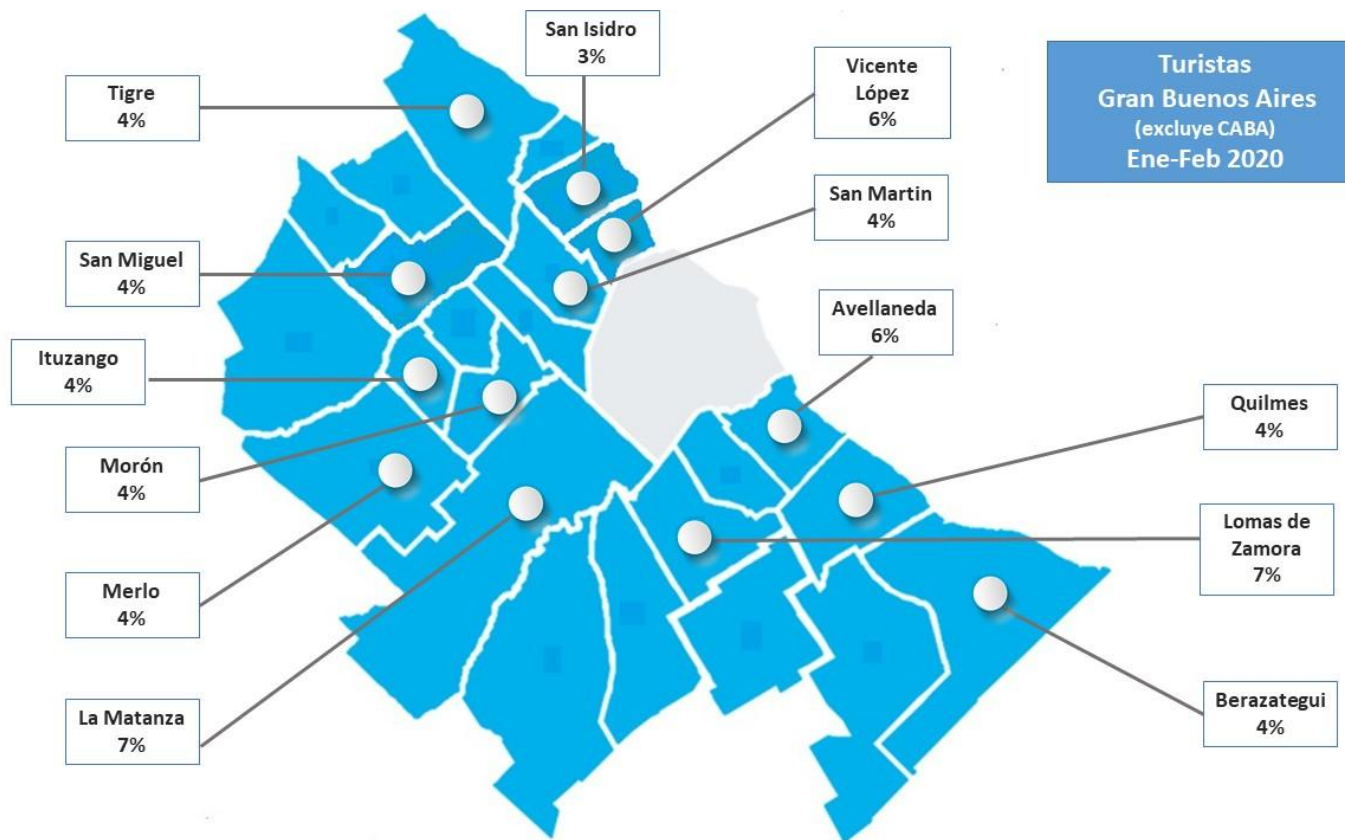 San Isidro
3%
Vicente
López
6%
Turistas
Gran Buenos Aires
(excluye CABA)
Ene-Feb 2020
Tigre
4%
San Martin
4%
San Miguel
4%
Avellaneda
6%
Ituzango
4%
Quilmes
4%
Morón
4%
Lomas de
Zamora
7%
Merlo
4%
La Matanza
7%
Berazategui
4%